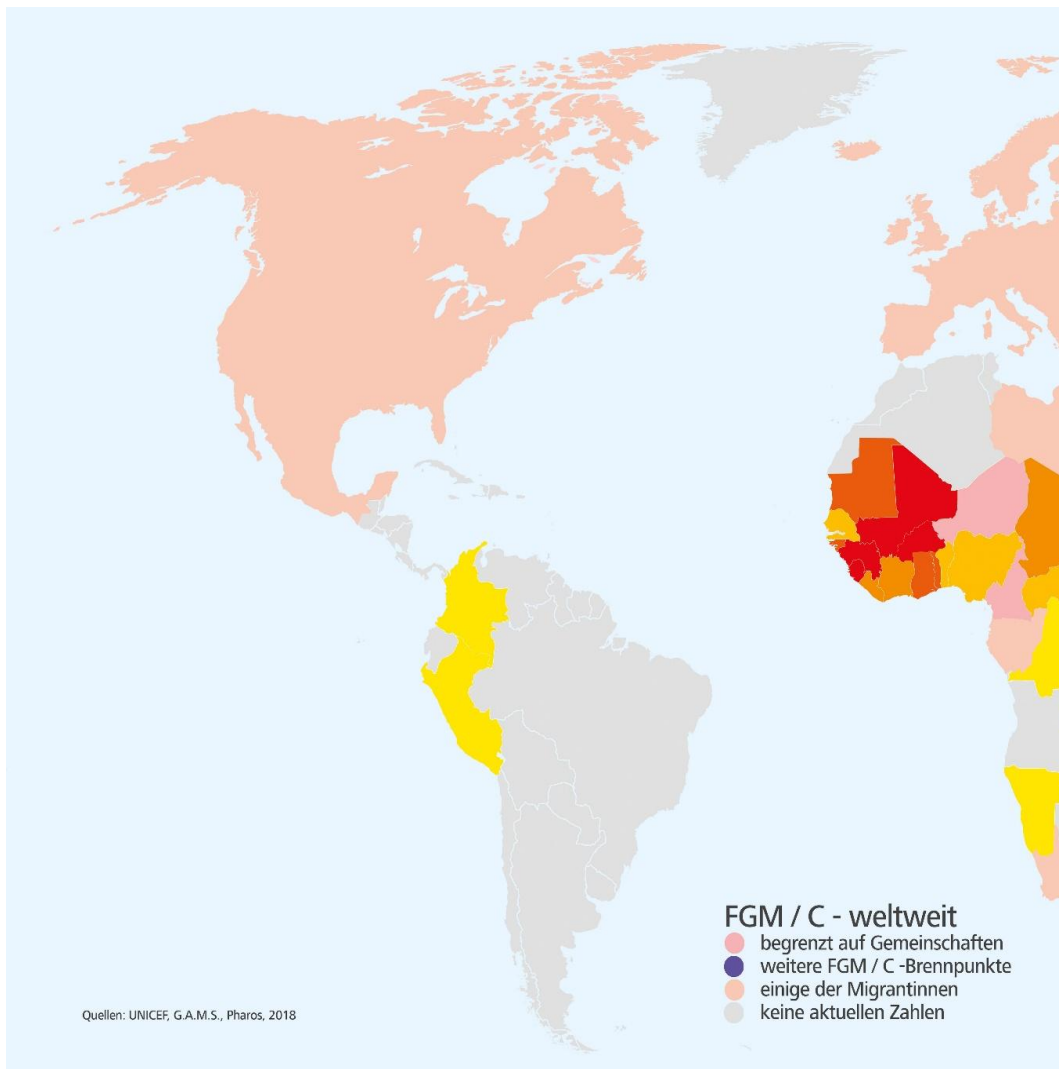 FGM / C - weltweit
begrenzt auf Gemeinschaften
weitere FGM / C -Brennpunkte
einige der Migrantinnen
keine aktuellen Zahlen
Quellen: UNICEF, G.A.M.S., Pharos, 2018